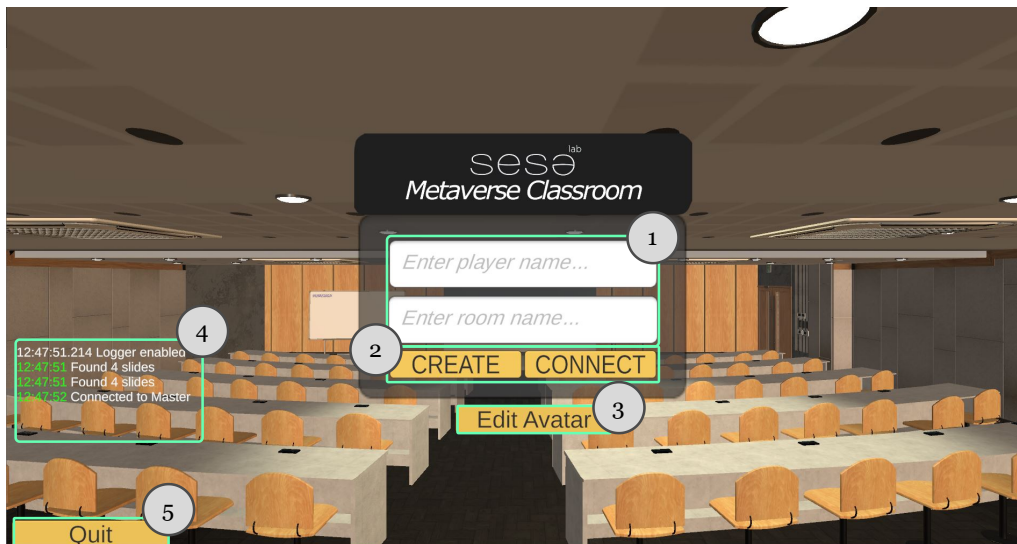 lab
sesə
Metaverse Classroom
1
Enter player name...
Enter room name...
2
CREATE CONNECT
3
Edit Avatar
4
12:47:51.214 Logger enabled
12:47:51 Found 4 slides
12:47:51 Found 4 slides
12:47:52 Connected to Master
5
Quit